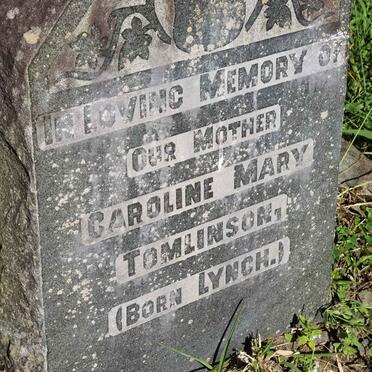 IN LOVING MEMORY OF
OUR MOTHER
CAROLINE MARY
TOMLINSON,
(BORN LYNCH.)